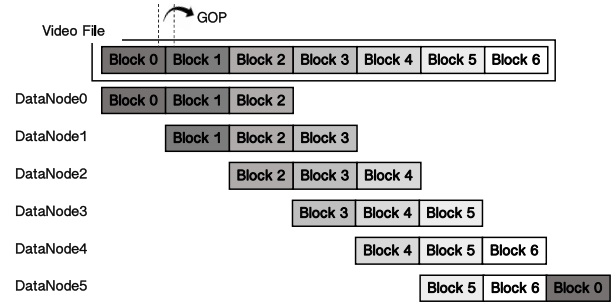 GOP
Video File
Block 0 Block 1 Block 2 Block 3 Block 4 Block 5 Block 6
DataNode0 Block 0 Block 1 Block 2
DataNode1 Block 1 Block 2 Block 3
DataNode2 Block 2 Block 3 Block 4
DataNode3 Block 3 Block 4 Block 5
DataNode4 Block 4 Block 5 Block 6
DataNode5 Block 5 Block 6 Block 0